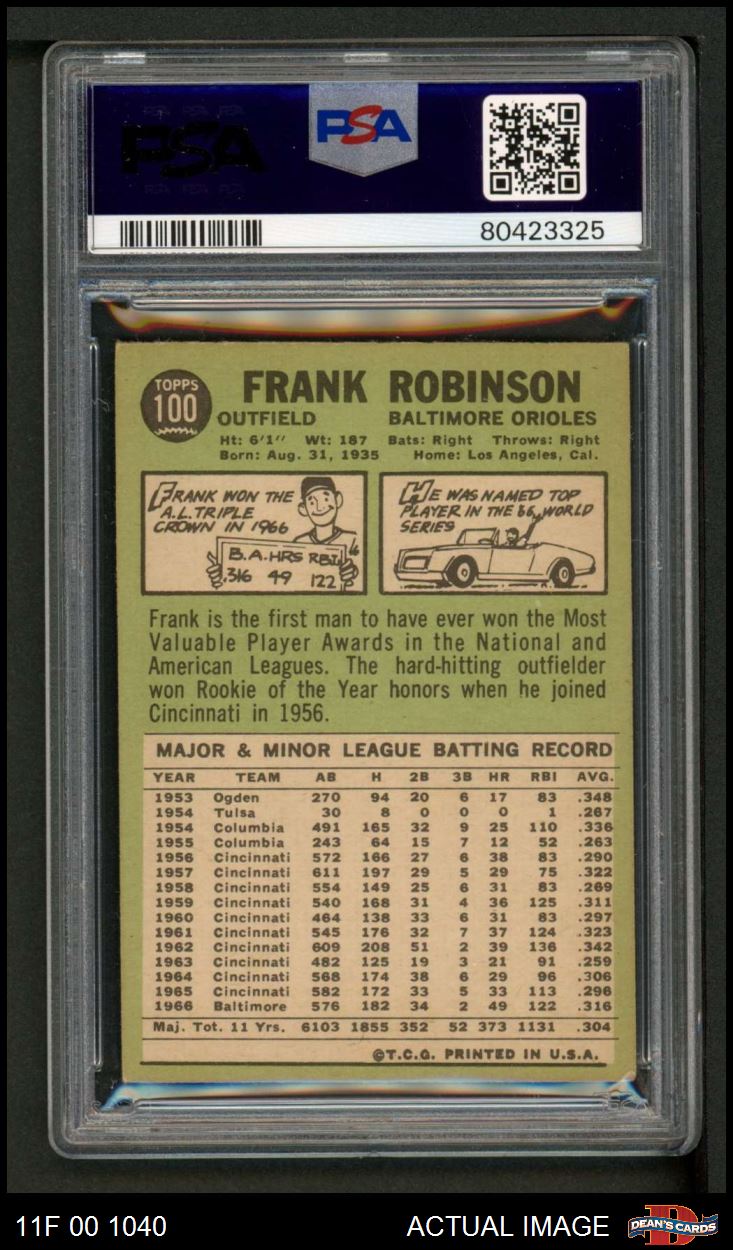 PSA
PSA
80423325
TOPPS
100
FRANK ROBINSON
OUTFIELD BALTIMORE ORIOLES
Ht: 6'1" Wt: 187 Bats: Right Throws: Right
Born: Aug. 31, 1935 Home: Los Angeles, Cal.
FRANK WON THE
A.L. TRIPLE
CROWN IN 1966
B.A. HRS RBI
.316 49 122
HE WAS NAMED TOP
PLAYER IN THE 66 WORLD
SERIES
Frank is the first man to have ever won the Most
Valuable Player Awards in the National and
American Leagues. The hard-hitting outfielder
won Rookie of the Year honors when he joined
Cincinnati in 1956.
MAJOR & MINOR LEAGUE BATTING RECORD
YEAR TEAM AB H 2B 3B HR RBI AVG.
1953 Ogden 270 94 20 6 17 83 .348
1954 Tulsa 30 8 0 0 0 1 .267
1954 Columbia 491 165 32 9 25 110 .336
1955 Columbia 243 64 15 7 12 52 .263
1956 Cincinnati 572 166 27 6 38 83 .290
1957 Cincinnati 611 197 29 5 29 75 .322
1958 Cincinnati 554 149 25 6 31 83 .269
1959 Cincinnati 540 168 31 4 36 125 .311
1960 Cincinnati 464 138 33 6 31 83 .297
1961 Cincinnati 545 176 32 7 37 124 .323
1962 Cincinnati 609 208 51 2 39 136 .342
1963 Cincinnati 482 125 19 3 21 91 .259
1964 Cincinnati 568 174 38 6 29 96 .306
1965 Cincinnati 582 172 33 5 33 113 .296
1966 Baltimore 576 182 34 2 49 122 .316
Maj. Tot. 11 Yrs. 6103 1855 352 52 373 1131 .304
©T.C.G. PRINTED IN U.S.A.
11F 00 1040 ACTUAL IMAGE DEAN'S CARDS